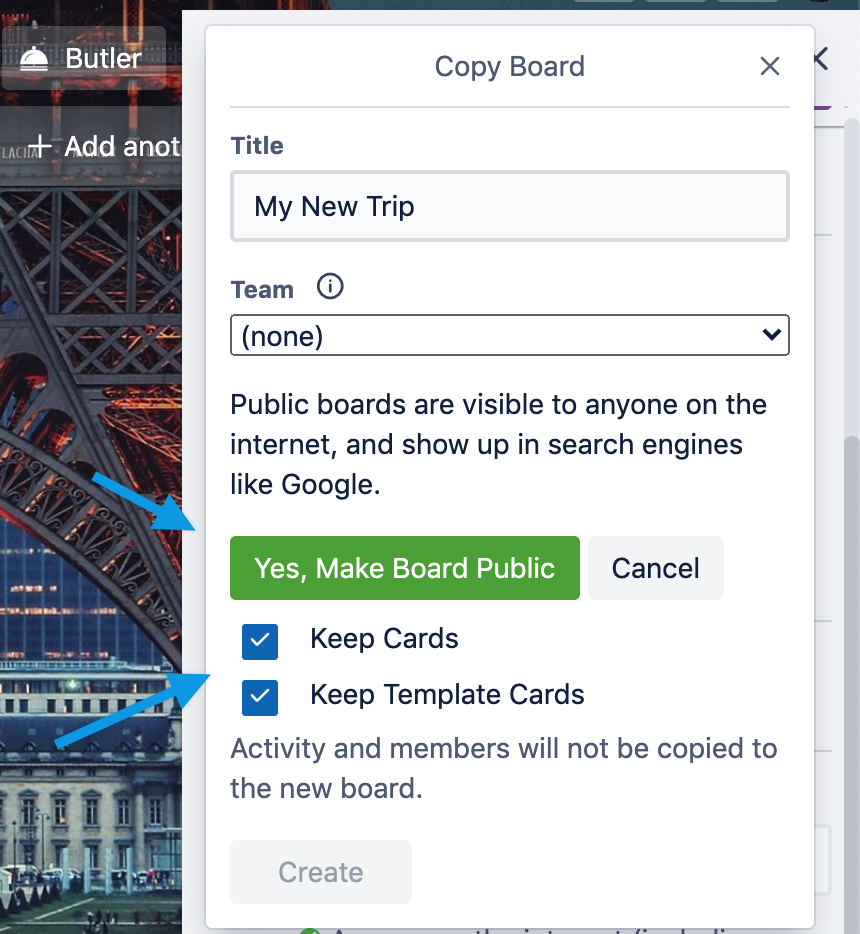 Butler
Add anot
Copy Board
Title
My New Trip
Team
(none)
Public boards are visible to anyone on the
internet, and show up in search engines
like Google.
Yes, Make Board Public
Cancel
Keep Cards
Keep Template Cards
Activity and members will not be copied to
the new board.
Create